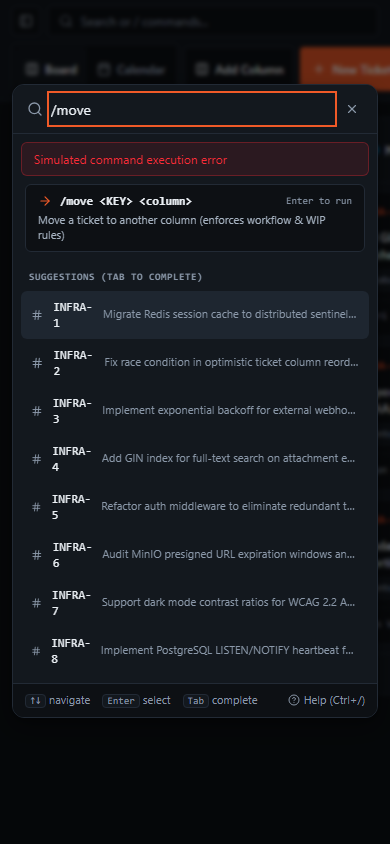 Search or / commands...
Board
Calendar
Add Column
New Ticket
/move
Simulated command execution error
/move <KEY> <column>
Enter to run
Move a ticket to another column (enforces workflow & WIP
rules)
SUGGESTIONS (TAB TO COMPLETE)
INFRA-
1
Migrate Redis session cache to distributed sentinel...
INFRA-
2
Fix race condition in optimistic ticket column reord...
INFRA-
3
Implement exponential backoff for external webho...
INFRA-
4
Add GIN index for full-text search on attachment e...
INFRA-
5
Refactor auth middleware to eliminate redundant t...
INFRA-
6
Audit MinIO presigned URL expiration windows an...
INFRA-
7
Support dark mode contrast ratios for WCAG 2.2 A...
INFRA-
8
Implement PostgreSQL LISTEN/NOTIFY heartbeat f...
↑↓ navigate
Enter select
Tab complete
Help (Ctrl+/)